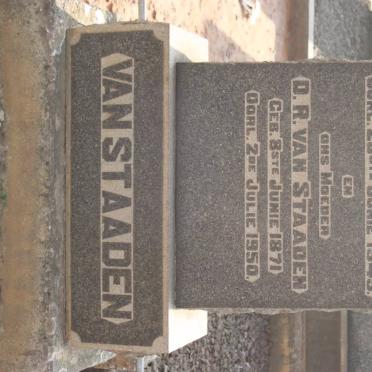 EN
ONS MOEDER
D. R. VAN STAADEN
GEB. 8STE JUNIE 1871
OORL. 2DE JULIE 1950.
VAN STAADEN